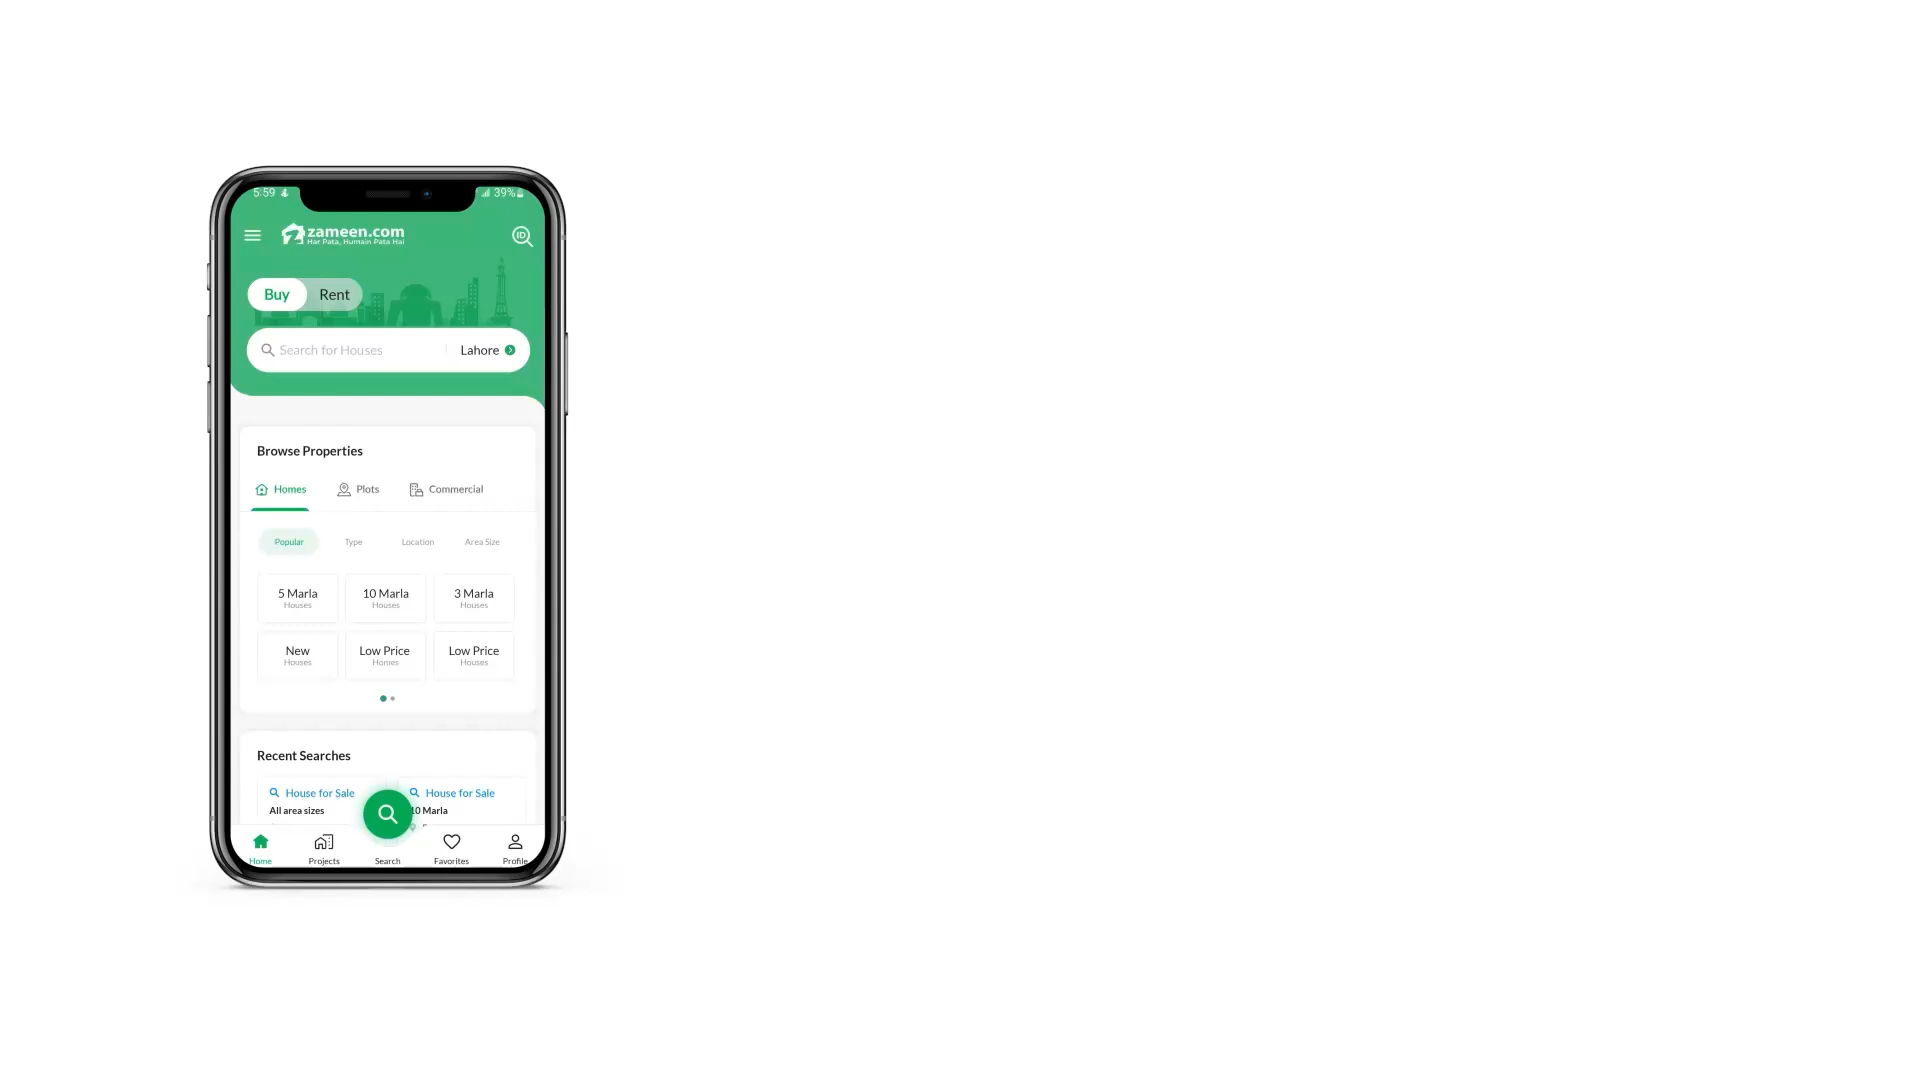 5:59
39%
zameen.com
Har Pata, Humain Pata Hai
ID
Buy Rent
Search for Houses Lahore
Browse Properties
Homes Plots Commercial
Popular Type Location Area Size
5 Marla 10 Marla 3 Marla
Houses Houses Houses
New Low Price Low Price
Houses Homes Houses
Recent Searches
House for Sale House for Sale
All area sizes 10 Marla
Home Projects Search Favorites Profile